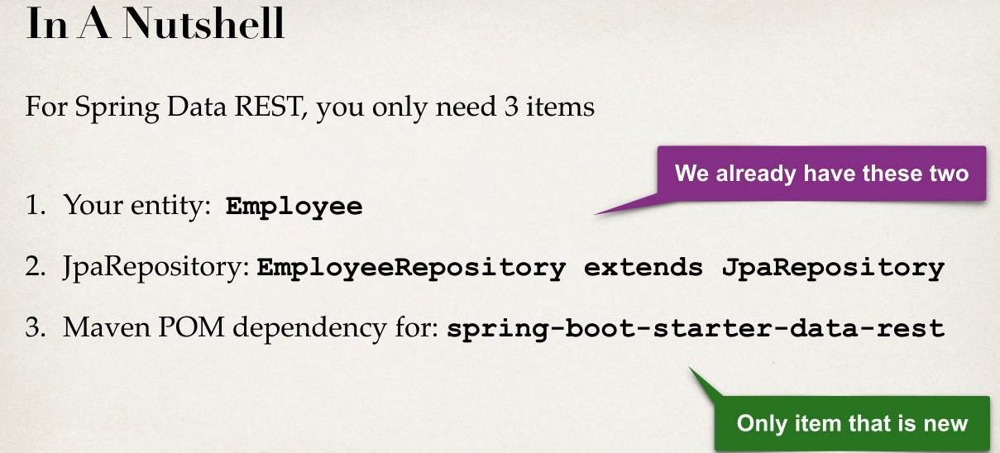 In A Nutshell
For Spring Data REST, you only need 3 items
We already have these two
1. Your entity: Employee
2. JpaRepository: EmployeeRepository extends JpaRepository
3. Maven POM dependency for: spring-boot-starter-data-rest
Only item that is new